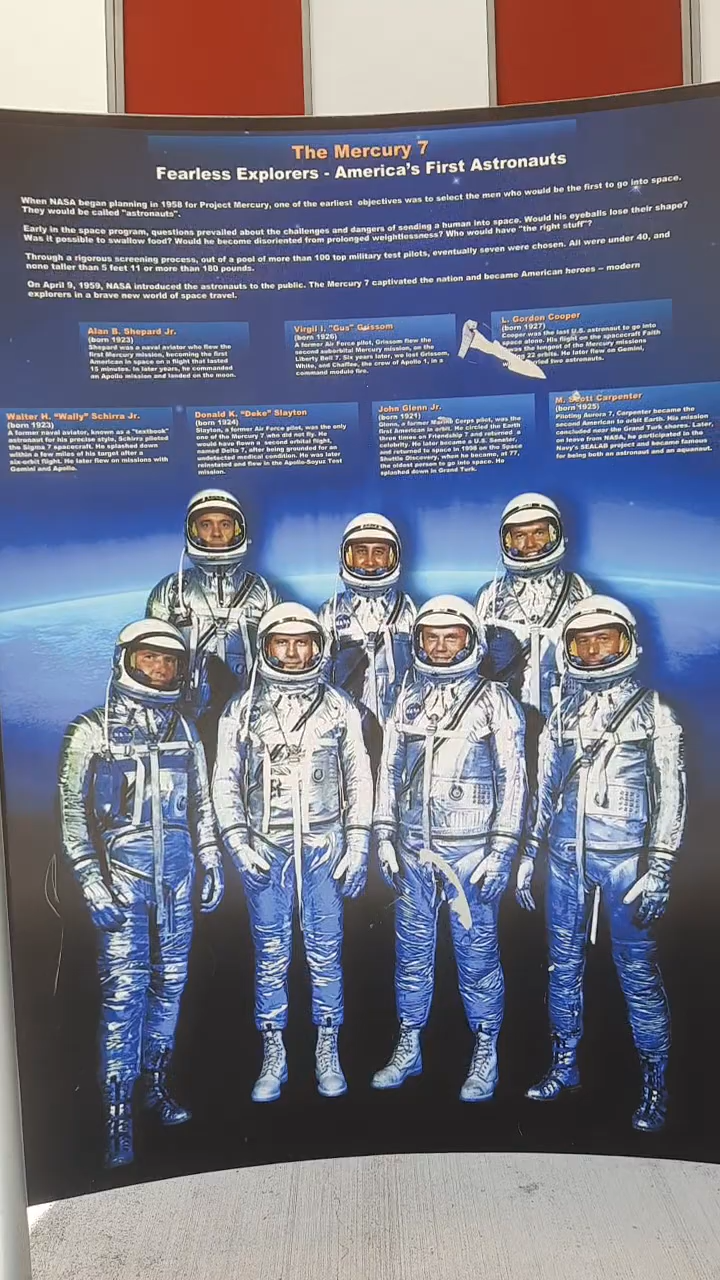 The Mercury 7
Fearless Explorers - America's First Astronauts
When NASA began planning in 1958 for Project Mercury, one of the earliest objectives was to select the men who would be the first to go into space.
They would be called "astronauts".
Early in the space program, questions prevailed about the challenges and dangers of sending a human into space. Would his eyeballs lose their shape?
Was it possible to swallow food? Would he become disoriented from prolonged weightlessness? Who would have "the right stuff"?
Through a rigorous screening process, out of a pool of more than 100 top military test pilots, eventually seven were chosen. All were under 40, and
none taller than 5 feet 11 or more than 180 pounds.
On April 9, 1959, NASA introduced the astronauts to the public. The Mercury 7 captivated the nation and became American heroes – modern
explorers in a brave new world of space travel.
Alan B. Shepard Jr.
(born 1923)
Shepard was a naval aviator who flew the
first Mercury mission, becoming the first
American in space on a flight that lasted
15 minutes. In later years, he commanded
an Apollo mission and landed on the moon.
Virgil I. "Gus" Grissom
(born 1926)
A former Air Force pilot, Grissom flew the
second suborbital Mercury mission, on the
Liberty Bell 7. Six years later, we lost Grissom,
White, and Chaffee, the crew of Apollo 1, in a
command module fire.
L. Gordon Cooper
(born 1927)
Cooper was the last U.S. astronaut to go into
space alone. His flight on the spacecraft Faith
was the longest of the Mercury missions
22 orbits. He later flew on Gemini,
two astronauts.
Walter H. "Wally" Schirra Jr.
(born 1923)
A former naval aviator, known as a "textbook"
astronaut for his precise style, Schirra piloted
the Sigma 7 spacecraft. He splashed down
within a few miles of his target after a
six-orbit flight. He later flew on missions with
Gemini and Apollo.
Donald K. "Deke" Slayton
(born 1924)
Slayton, a former Air Force pilot, was the only
one of the Mercury 7 who did not fly. He
would have flown a second orbital flight,
named Delta 7, after being grounded for an
undetected medical condition. He was later
reinstated and flew in the Apollo-Soyuz Test
mission.
John Glenn Jr.
(born 1921)
Glenn, a former Marine Corps pilot, was the
first American in orbit. He circled the Earth
three times on Friendship 7 and returned a
celebrity. He later became a U.S. Senator,
and returned to space in 1998 on the Space
Shuttle Discovery, when he became, at 77,
the oldest person to go into space. He
splashed down in Grand Turk.
M. Scott Carpenter
(born 1925)
Piloting Aurora 7, Carpenter became the
second American to orbit Earth. His mission
concluded near the Grand Turk shares. Later,
on leave from NASA, he participated in the
Navy's SEALAB project and became famous
for being both an astronaut and an aquanaut.
NASA
NASA
NASA
NASA